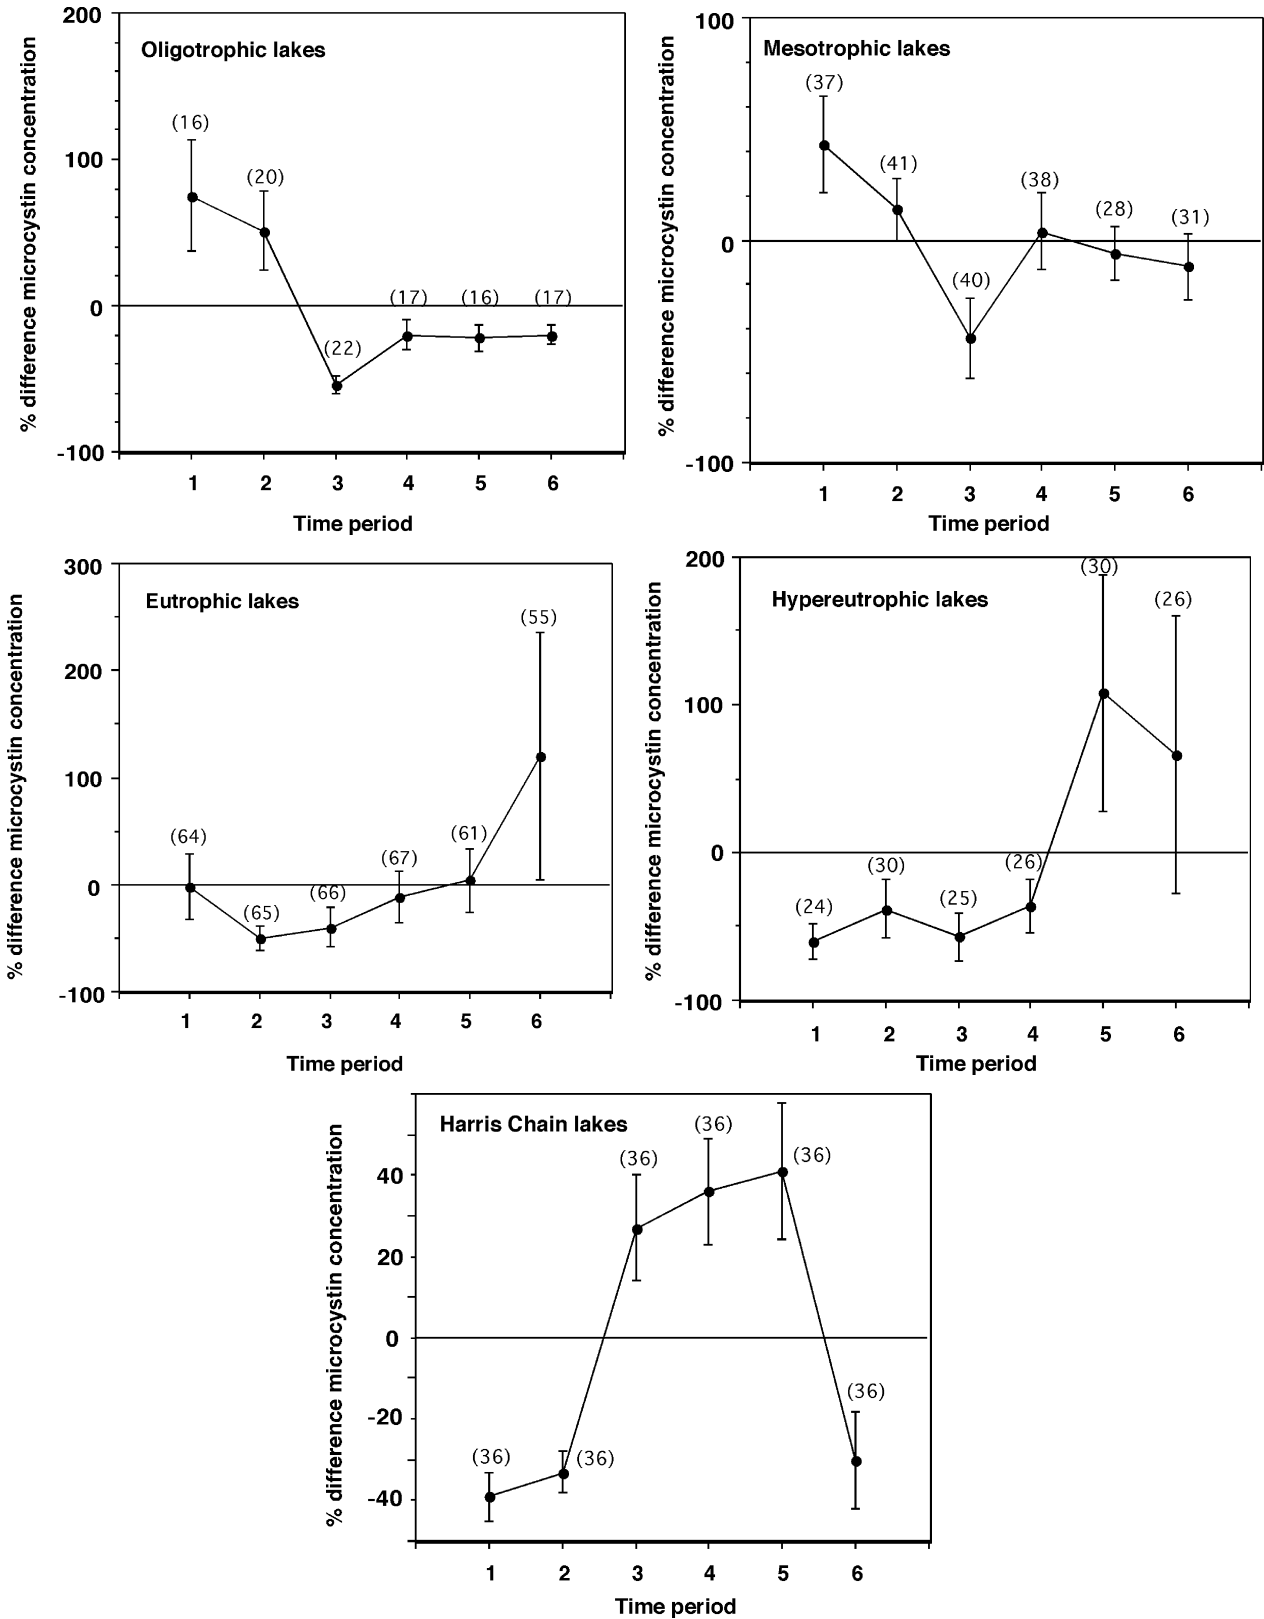 Oligotrophic lakes
% difference microcystin concentration
200
100
0
-100
(16)
(20)
(22)
(17)
(16)
(17)
1 2 3 4 5 6
Time period
Mesotrophic lakes
% difference microcystin concentration
100
0
-100
(37)
(41)
(40)
(38)
(28)
(31)
1 2 3 4 5 6
Time period
Eutrophic lakes
% difference microcystin concentration
300
200
100
0
-100
(64)
(65)
(66)
(67)
(61)
(55)
1 2 3 4 5 6
Time period
Hypereutrophic lakes
% difference microcystin concentration
200
100
0
-100
(24)
(30)
(25)
(26)
(30)
(26)
1 2 3 4 5 6
Time period
Harris Chain lakes
% difference microcystin concentration
40
20
0
-20
-40
(36)
(36)
(36)
(36)
(36)
(36)
1 2 3 4 5 6
Time period